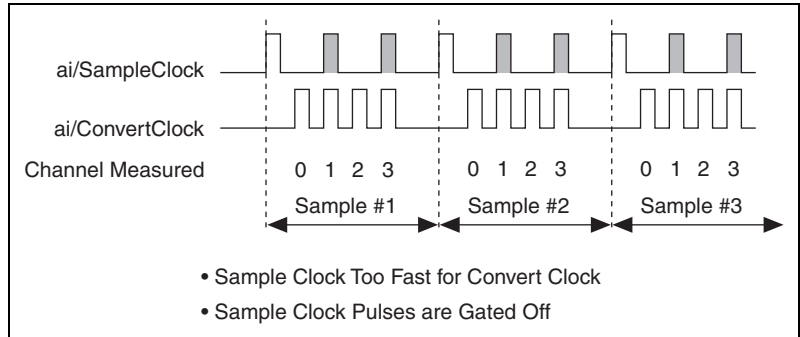 ai/SampleClock
ai/ConvertClock
Channel Measured 0 1 2 3 0 1 2 3 0 1 2 3
Sample #1 Sample #2 Sample #3
• Sample Clock Too Fast for Convert Clock
• Sample Clock Pulses are Gated Off